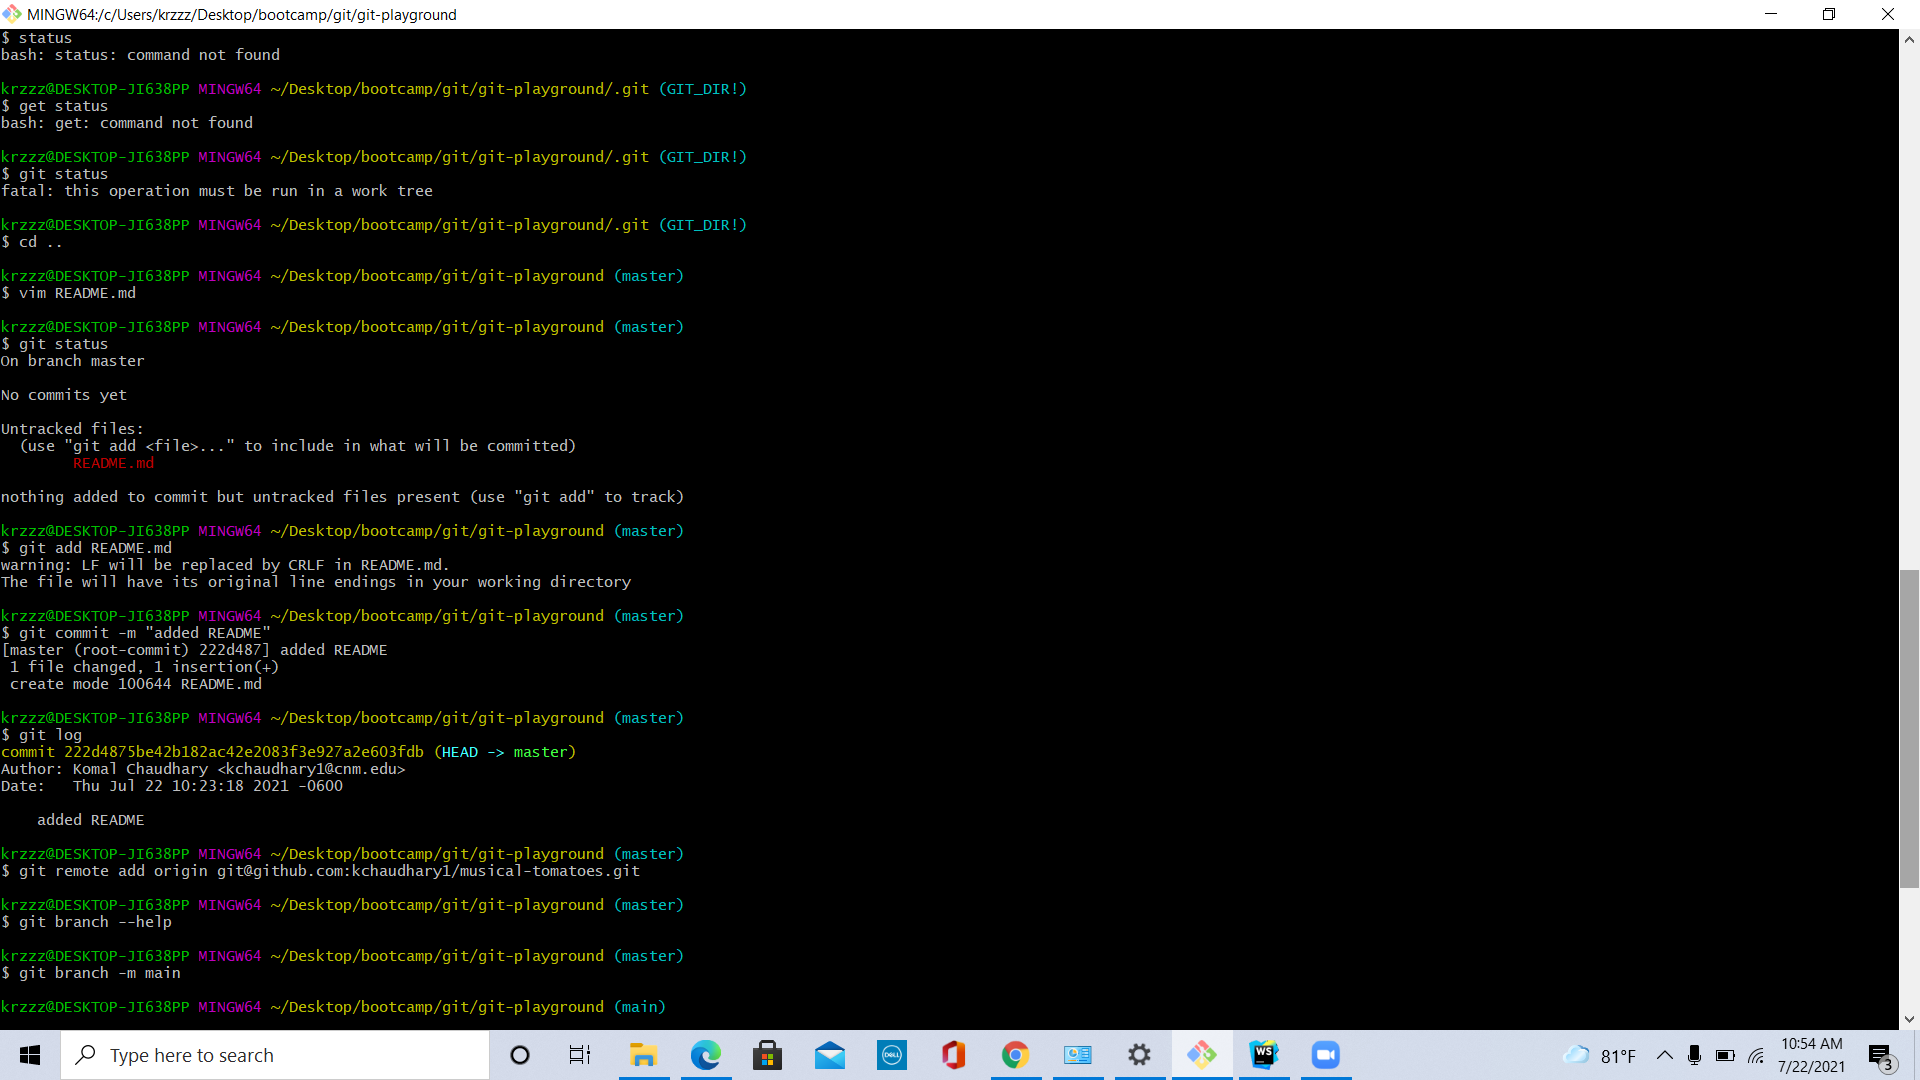 MINGW64:/c/Users/krzzz/Desktop/bootcamp/git/git-playground
$ status
bash: status: command not found
krzzz@DESKTOP-JI638PP MINGW64 ~/Desktop/bootcamp/git/git-playground/.git (GIT_DIR!)
$ get status
bash: get: command not found
krzzz@DESKTOP-JI638PP MINGW64 ~/Desktop/bootcamp/git/git-playground/.git (GIT_DIR!)
$ git status
fatal: this operation must be run in a work tree
krzzz@DESKTOP-JI638PP MINGW64 ~/Desktop/bootcamp/git/git-playground/.git (GIT_DIR!)
$ cd ..
krzzz@DESKTOP-JI638PP MINGW64 ~/Desktop/bootcamp/git/git-playground (master)
$ vim README.md
krzzz@DESKTOP-JI638PP MINGW64 ~/Desktop/bootcamp/git/git-playground (master)
$ git status
On branch master
No commits yet
Untracked files:
  (use "git add <file>..." to include in what will be committed)
        README.md
nothing added to commit but untracked files present (use "git add" to track)
krzzz@DESKTOP-JI638PP MINGW64 ~/Desktop/bootcamp/git/git-playground (master)
$ git add README.md
warning: LF will be replaced by CRLF in README.md.
The file will have its original line endings in your working directory
krzzz@DESKTOP-JI638PP MINGW64 ~/Desktop/bootcamp/git/git-playground (master)
$ git commit -m "added README"
[master (root-commit) 222d487] added README
 1 file changed, 1 insertion(+)
 create mode 100644 README.md
krzzz@DESKTOP-JI638PP MINGW64 ~/Desktop/bootcamp/git/git-playground (master)
$ git log
commit 222d4875be42b182ac42e2083f3e927a2e603fdb (HEAD -> master)
Author: Komal Chaudhary <kchaudhary1@cnm.edu>
Date:   Thu Jul 22 10:23:18 2021 -0600
    added README
krzzz@DESKTOP-JI638PP MINGW64 ~/Desktop/bootcamp/git/git-playground (master)
$ git remote add origin git@github.com:kchaudhary1/musical-tomatoes.git
krzzz@DESKTOP-JI638PP MINGW64 ~/Desktop/bootcamp/git/git-playground (master)
$ git branch --help
krzzz@DESKTOP-JI638PP MINGW64 ~/Desktop/bootcamp/git/git-playground (master)
$ git branch -m main
krzzz@DESKTOP-JI638PP MINGW64 ~/Desktop/bootcamp/git/git-playground (main)
Type here to search
DELL
WS
81°F
10:54 AM
7/22/2021
3